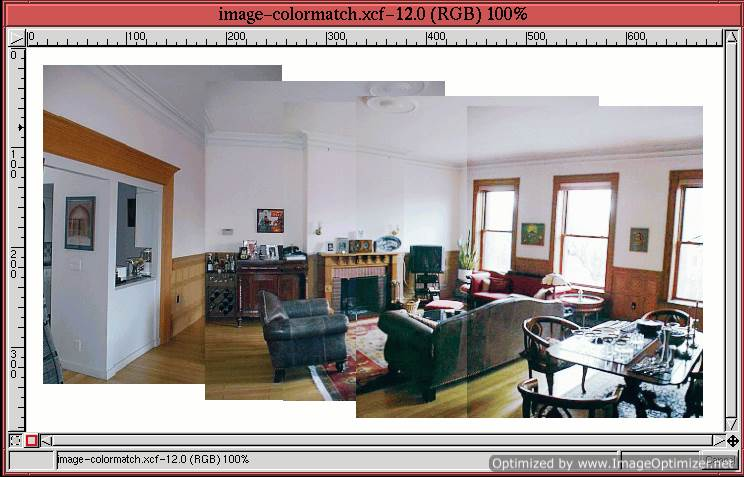 image-colormatch.xcf-12.0 (RGB) 100%
0 100 200 300 400 500 600
0
100
200
300
image-colormatch.xcf-12.0 (RGB) 100%
Optimized by www.ImageOptimizer.net
Cancel